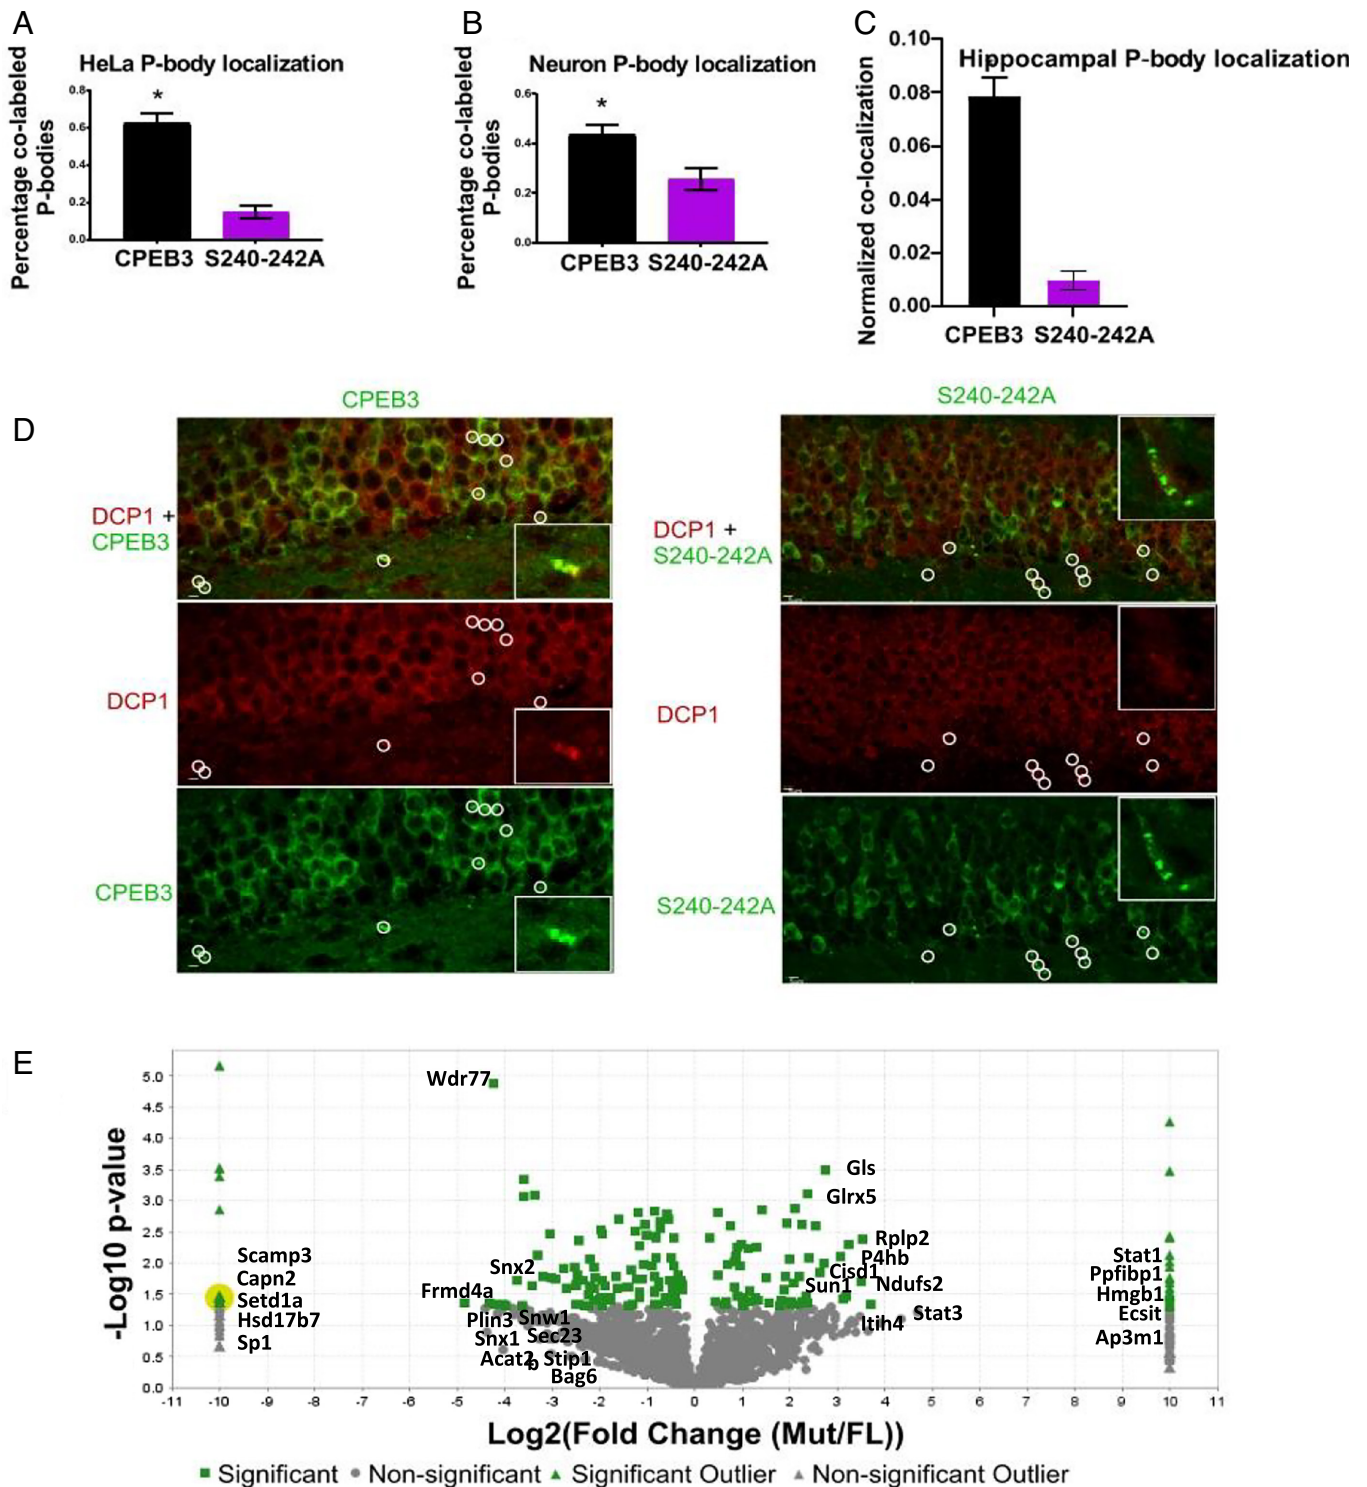 A
HeLa P-body localization
Percentage co-labeled
P-bodies
0.8
0.6
0.4
0.2
0.0
*
CPEB3 S240-242A
B
Neuron P-body localization
Percentage co-labeled
P-bodies
0.6
0.4
0.2
0.0
*
CPEB3 S240-242A
C
Hippocampal P-body localization
Normalized co-localization
0.10
0.08
0.06
0.04
0.02
0.00
CPEB3 S240-242A
D
CPEB3
DCP1 +
CPEB3
DCP1
CPEB3
S240-242A
DCP1 +
S240-242A
DCP1
S240-242A
E
-Log10 p-value
5.0
4.5
4.0
3.5
3.0
2.5
2.0
1.5
1.0
0.5
0.0
Wdr77
Gls
Glrx5
Rplp2
P4hb
Cisd1
Sun1
Ndufs2
Stat3
Itih4
Scamp3
Capn2
Setd1a
Hsd17b7
Sp1
Snx2
Frmd4a
Plin3
Snw1
Snx1
Sec23
b
Acat2
Stip1
Bag6
Stat1
Ppfibp1
Hmgb1
Ecsit
Ap3m1
-11 -10 -9 -8 -7 -6 -5 -4 -3 -2 -1 0 1 2 3 4 5 6 7 8 9 10 11
Log2(Fold Change (Mut/FL))
Significant Non-significant Significant Outlier Non-significant Outlier